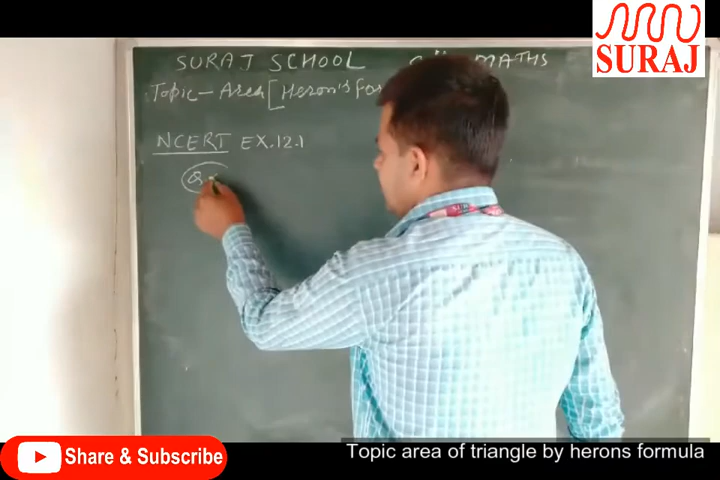 SURAJ SCHOOL MATHS
SURAJ
Topic - Area [Heron's For
NCERT EX.12.1
Q.
Topic area of triangle by herons formula
Share & Subscribe